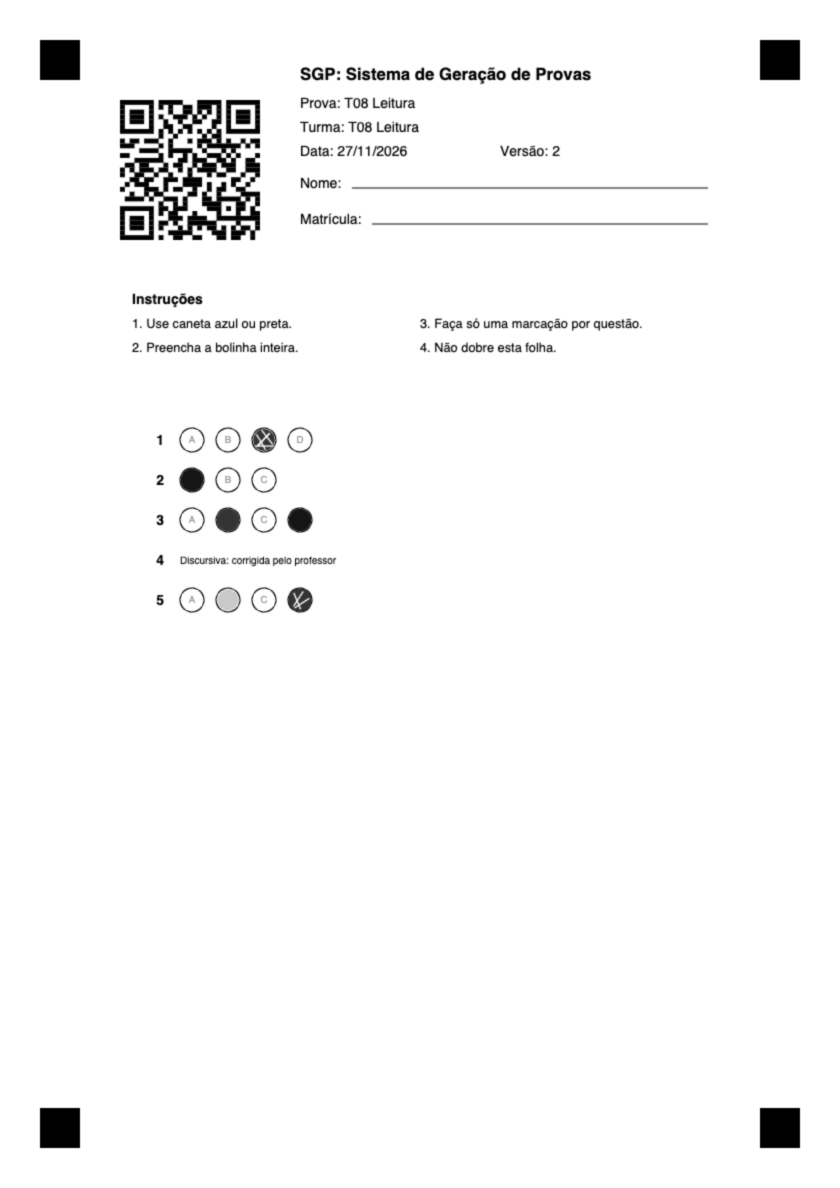 SGP: Sistema de Geração de Provas
Prova: T08 Leitura
Turma: T08 Leitura
Data: 27/11/2026 Versão: 2
Nome:
Matrícula:
Instruções
1. Use caneta azul ou preta.
2. Preencha a bolinha inteira.
3. Faça só uma marcação por questão.
4. Não dobre esta folha.
1 A B D
2 B C
3 A C
4 Discursiva: corrigida pelo professor
5 A C